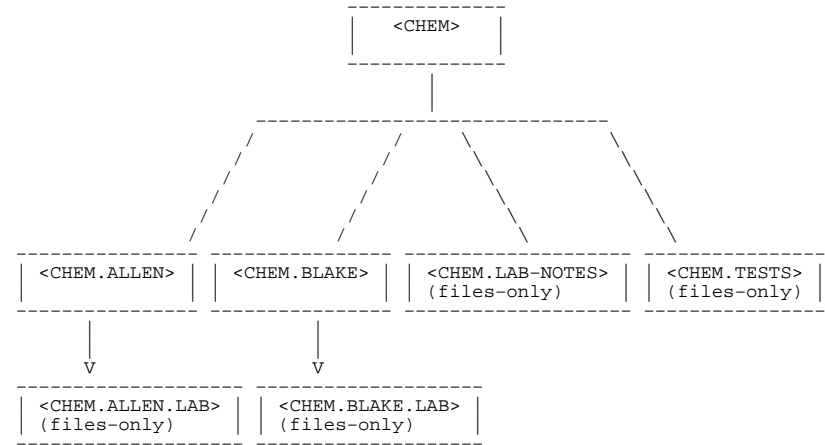 <CHEM>
<CHEM.ALLEN> <CHEM.BLAKE> <CHEM.LAB-NOTES> <CHEM.TESTS>
(files-only) (files-only)
V V
<CHEM.ALLEN.LAB> <CHEM.BLAKE.LAB>
(files-only) (files-only)